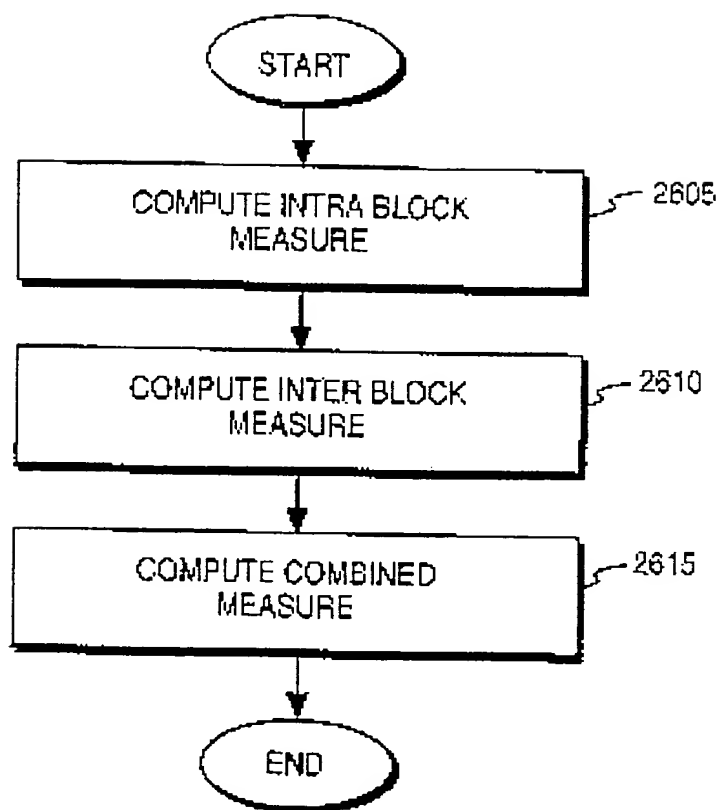 START
COMPUTE INTRA BLOCK
MEASURE
2605
COMPUTE INTER BLOCK
MEASURE
2610
COMPUTE COMBINED
MEASURE
2615
END